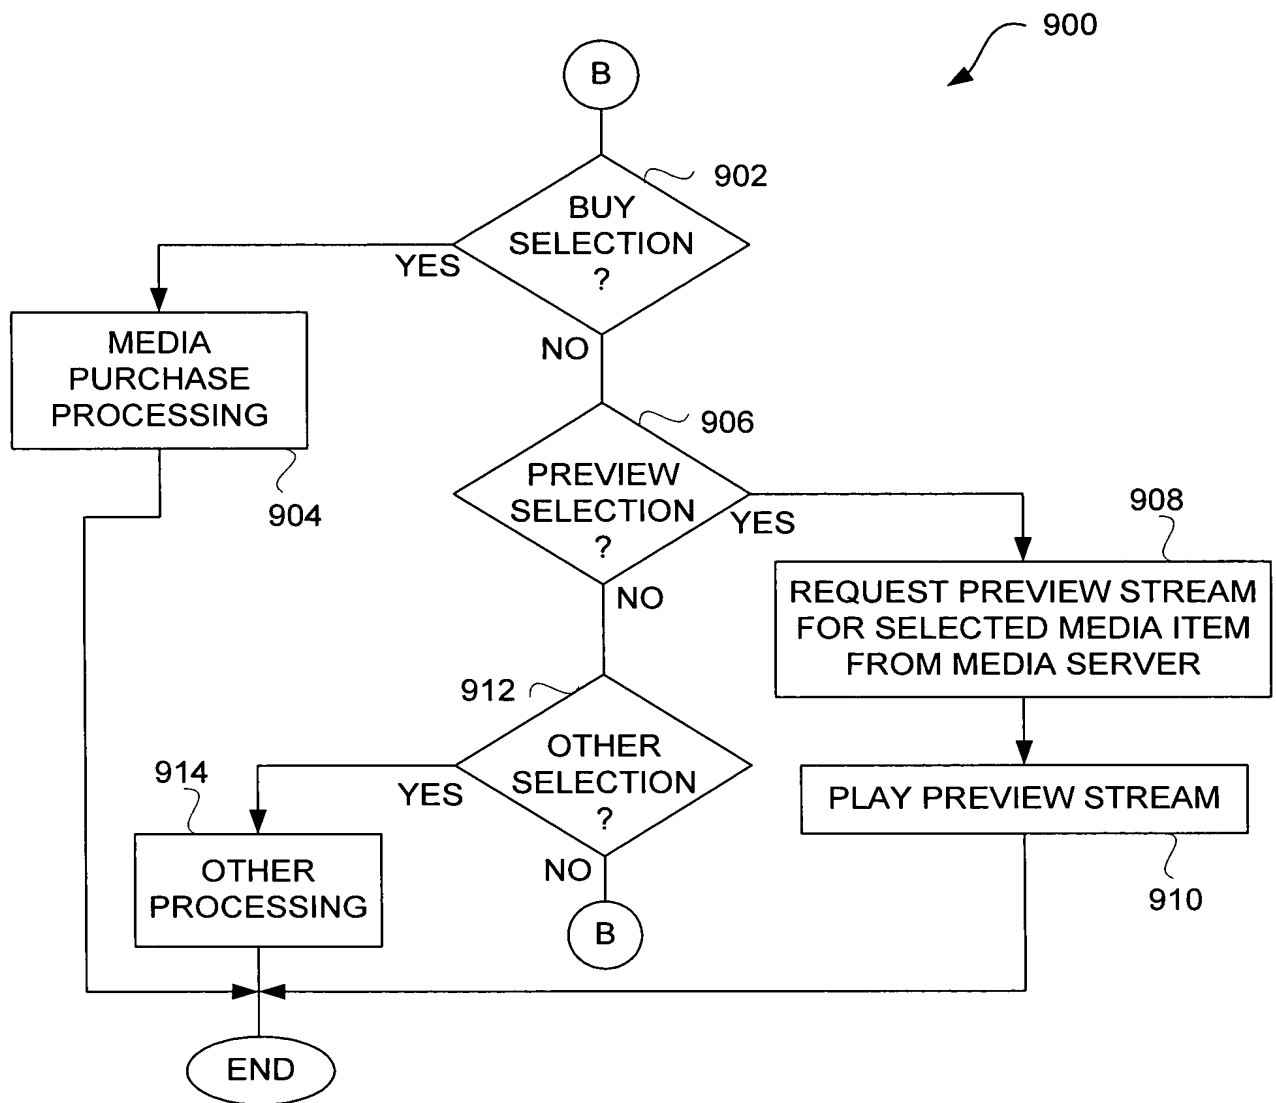 900
B
902
BUY
SELECTION
?
YES
NO
MEDIA
PURCHASE
PROCESSING
904
906
PREVIEW
SELECTION
?
YES
NO
908
REQUEST PREVIEW STREAM
FOR SELECTED MEDIA ITEM
FROM MEDIA SERVER
912
OTHER
SELECTION
?
YES
NO
914
OTHER
PROCESSING
PLAY PREVIEW STREAM
910
B
END